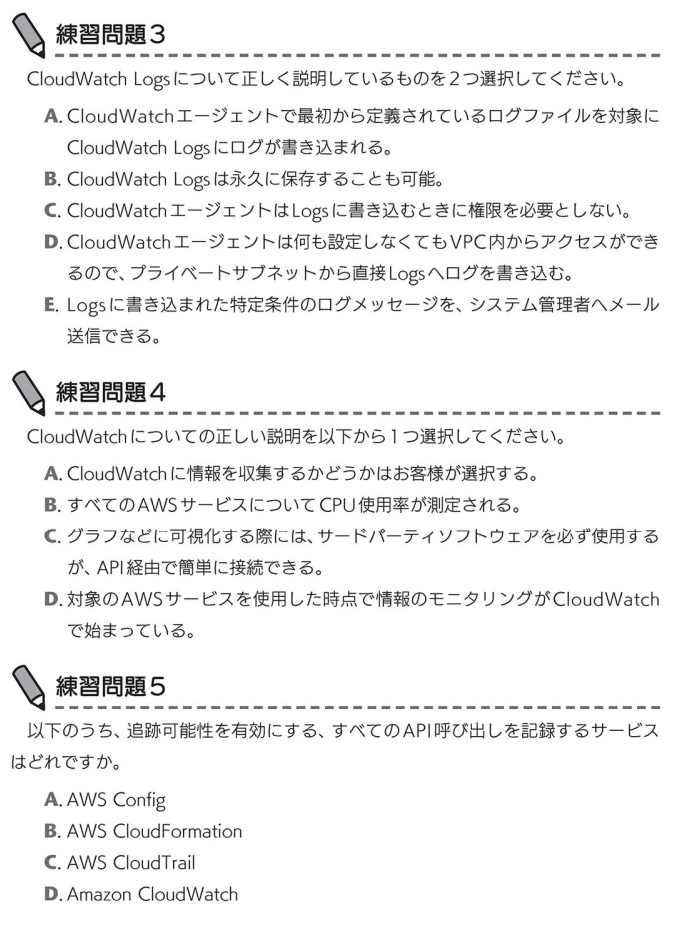 練習問題3
CloudWatch Logsについて正しく説明しているものを2つ選択してください。
A. CloudWatchエージェントで最初から定義されているログファイルを対象に
CloudWatch Logsにログが書き込まれる。
B. CloudWatch Logsは永久に保存することも可能。
C. CloudWatchエージェントはLogsに書き込むときに権限を必要としない。
D. CloudWatchエージェントは何も設定しなくてもVPC内からアクセスができ
るので、プライベートサブネットから直接Logsへログを書き込む。
E. Logsに書き込まれた特定条件のログメッセージを、システム管理者へメール
送信できる。
練習問題4
CloudWatchについての正しい説明を以下から1つ選択してください。
A. CloudWatchに情報を収集するかどうかはお客様が選択する。
B. すべてのAWSサービスについてCPU使用率が測定される。
C. グラフなどに可視化する際には、サードパーティソフトウェアを必ず使用する
が、API経由で簡単に接続できる。
D. 対象のAWSサービスを使用した時点で情報のモニタリングがCloudWatch
で始まっている。
練習問題5
以下のうち、追跡可能性を有効にする、すべてのAPI呼び出しを記録するサービス
はどれですか。
A. AWS Config
B. AWS CloudFormation
C. AWS CloudTrail
D. Amazon CloudWatch